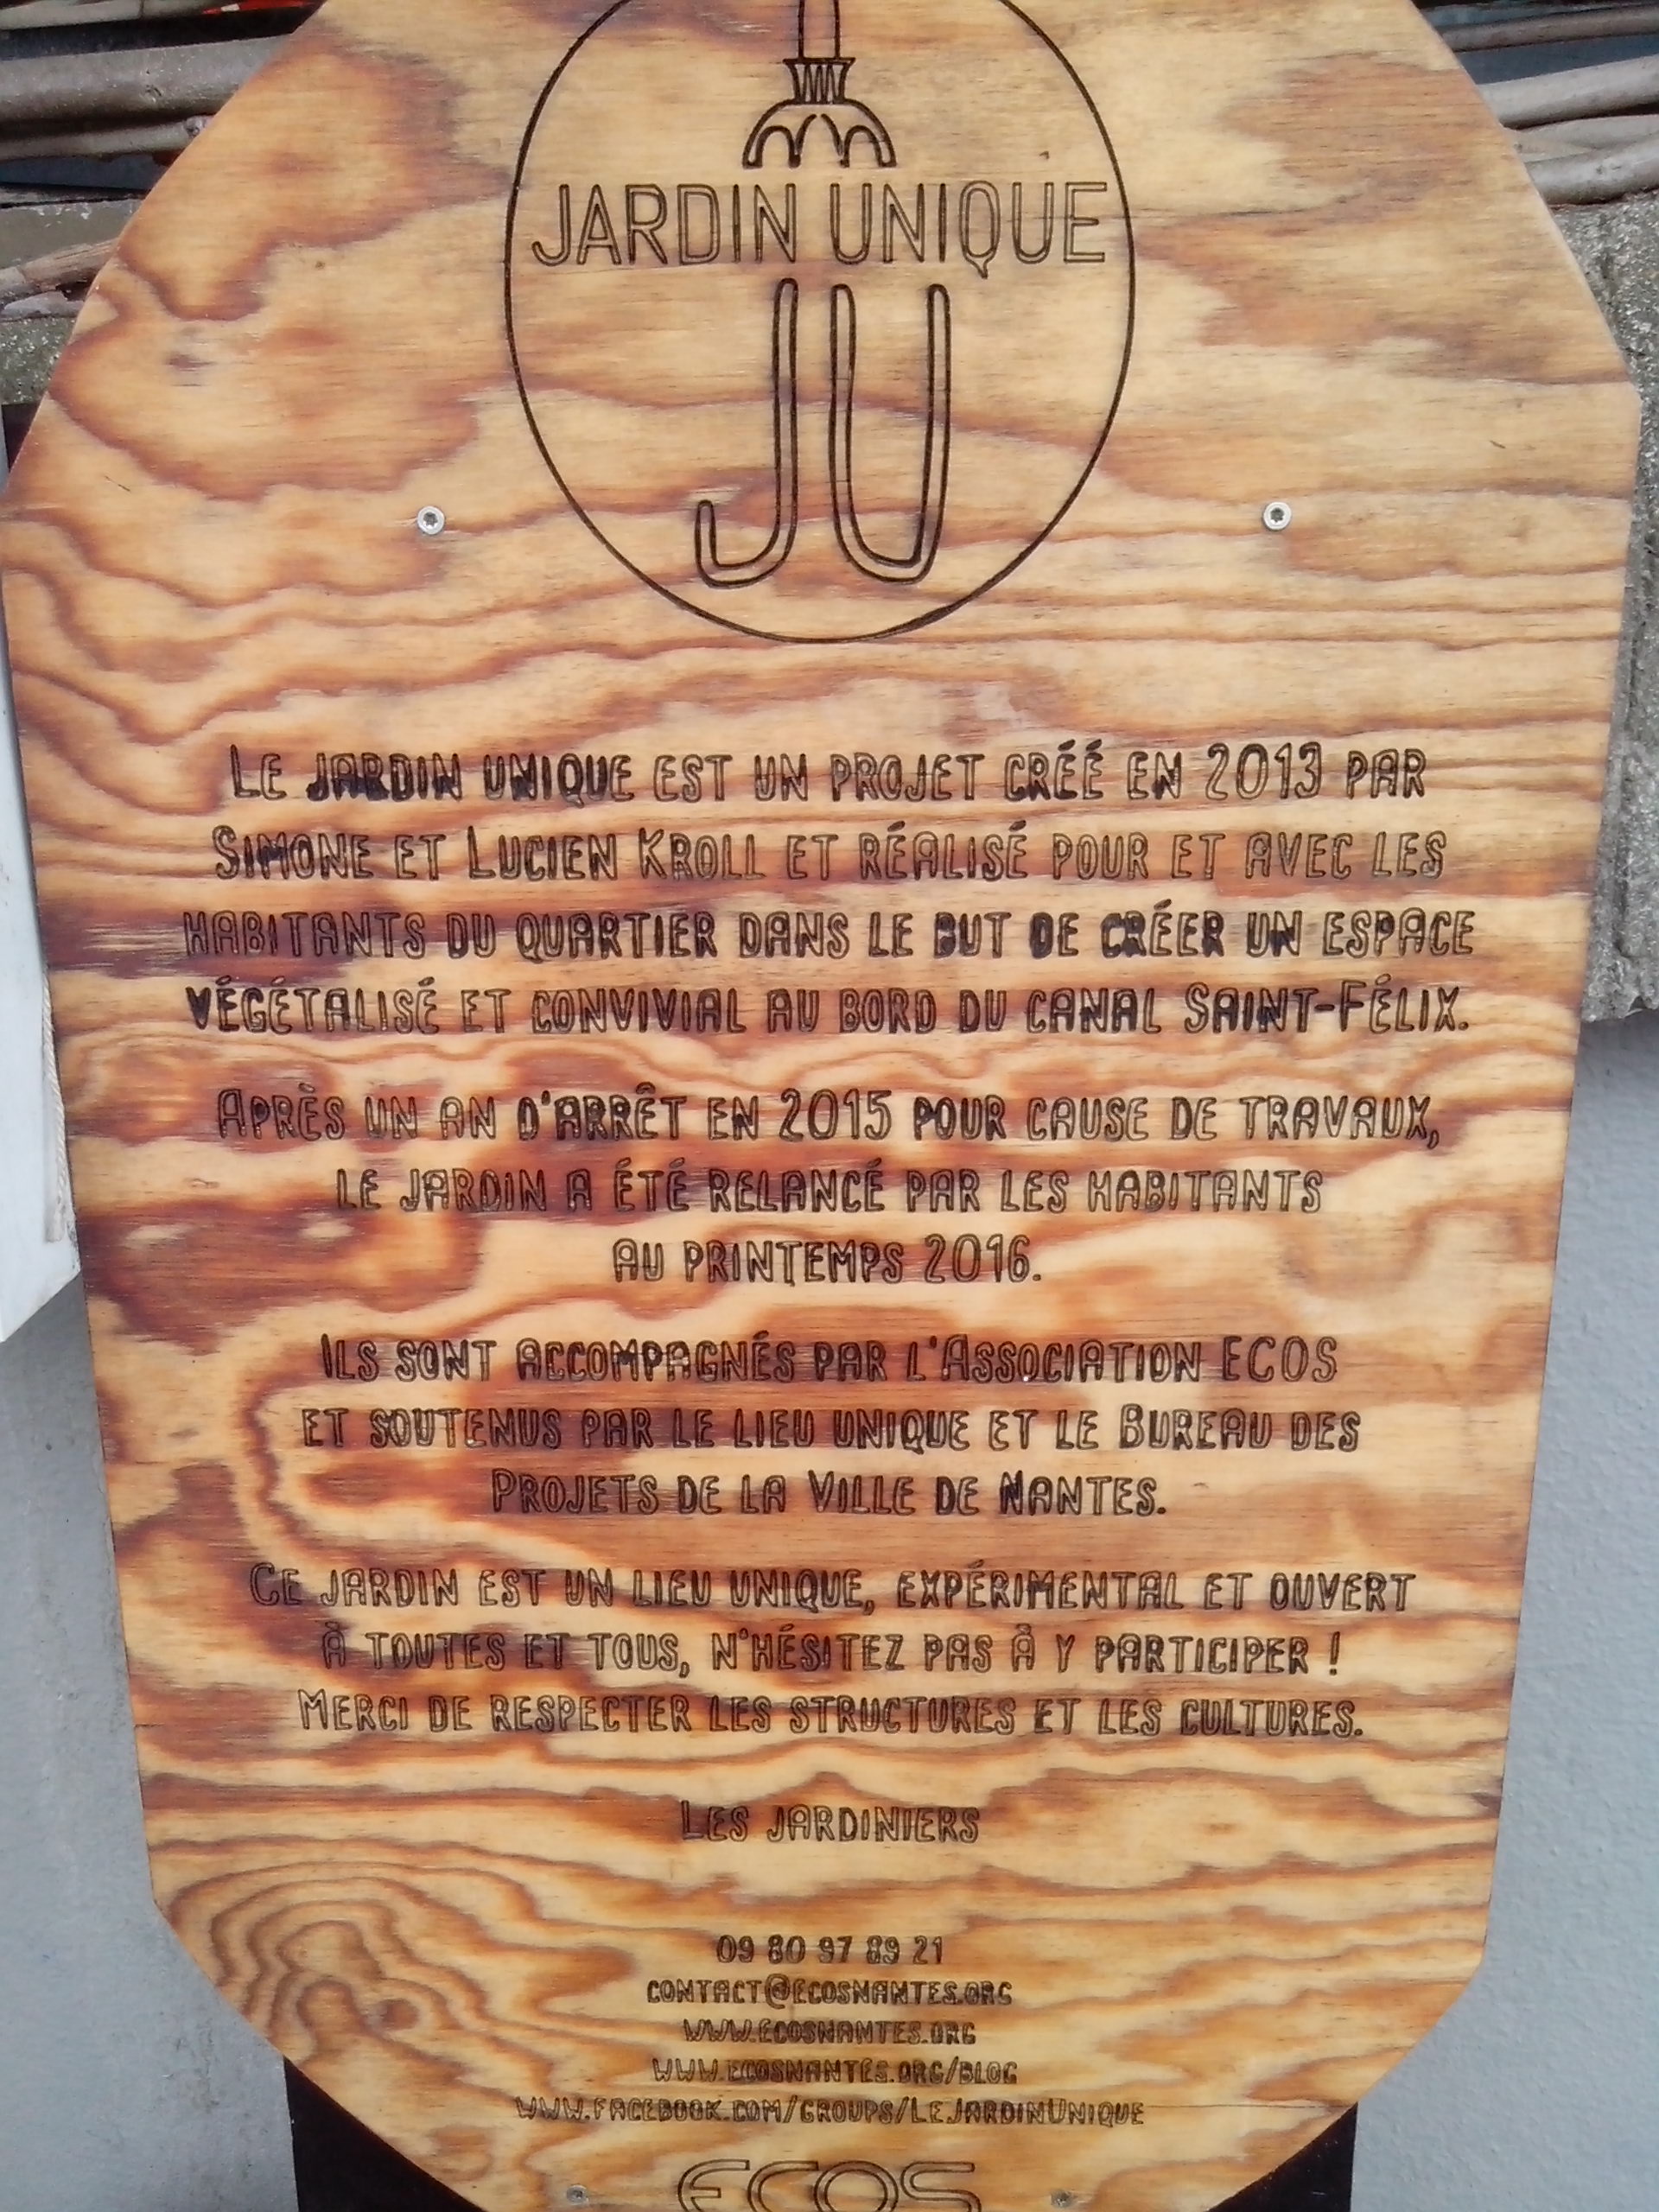 JARDIN UNIQUE
JU
LE JARDIN UNIQUE EST UN PROJET CRÉÉ EN 2013 PAR
SIMONE ET LUCIEN KROLL ET RÉALISÉ POUR ET AVEC LES
HABITANTS DU QUARTIER DANS LE BUT DE CRÉER UN ESPACE
VÉGÉTALISÉ ET CONVIVIAL AU BORD DU CANAL SAINT-FÉLIX.
APRÈS UN AN D'ARRÊT EN 2015 POUR CAUSE DE TRAVAUX,
LE JARDIN A ÉTÉ RELANCÉ PAR LES HABITANTS
AU PRINTEMPS 2016.
ILS SONT ACCOMPAGNÉS PAR L'ASSOCIATION ECOS
ET SOUTENUS PAR LE LIEU UNIQUE ET LE BUREAU DES
PROJETS DE LA VILLE DE NANTES.
CE JARDIN EST UN LIEU UNIQUE, EXPÉRIMENTAL ET OUVERT
À TOUTES ET TOUS, N'HÉSITEZ PAS À Y PARTICIPER !
MERCI DE RESPECTER LES STRUCTURES ET LES CULTURES.
LES JARDINIERS
09 80 97 89 21
CONTACT@ECOSNANTES.ORG
WWW.ECOSNANTES.ORG
WWW.ECOSNANTES.ORG/BLOG
WWW.FACEBOOK.COM/GROUPS/LEJARDINUNIQUE
ECOS